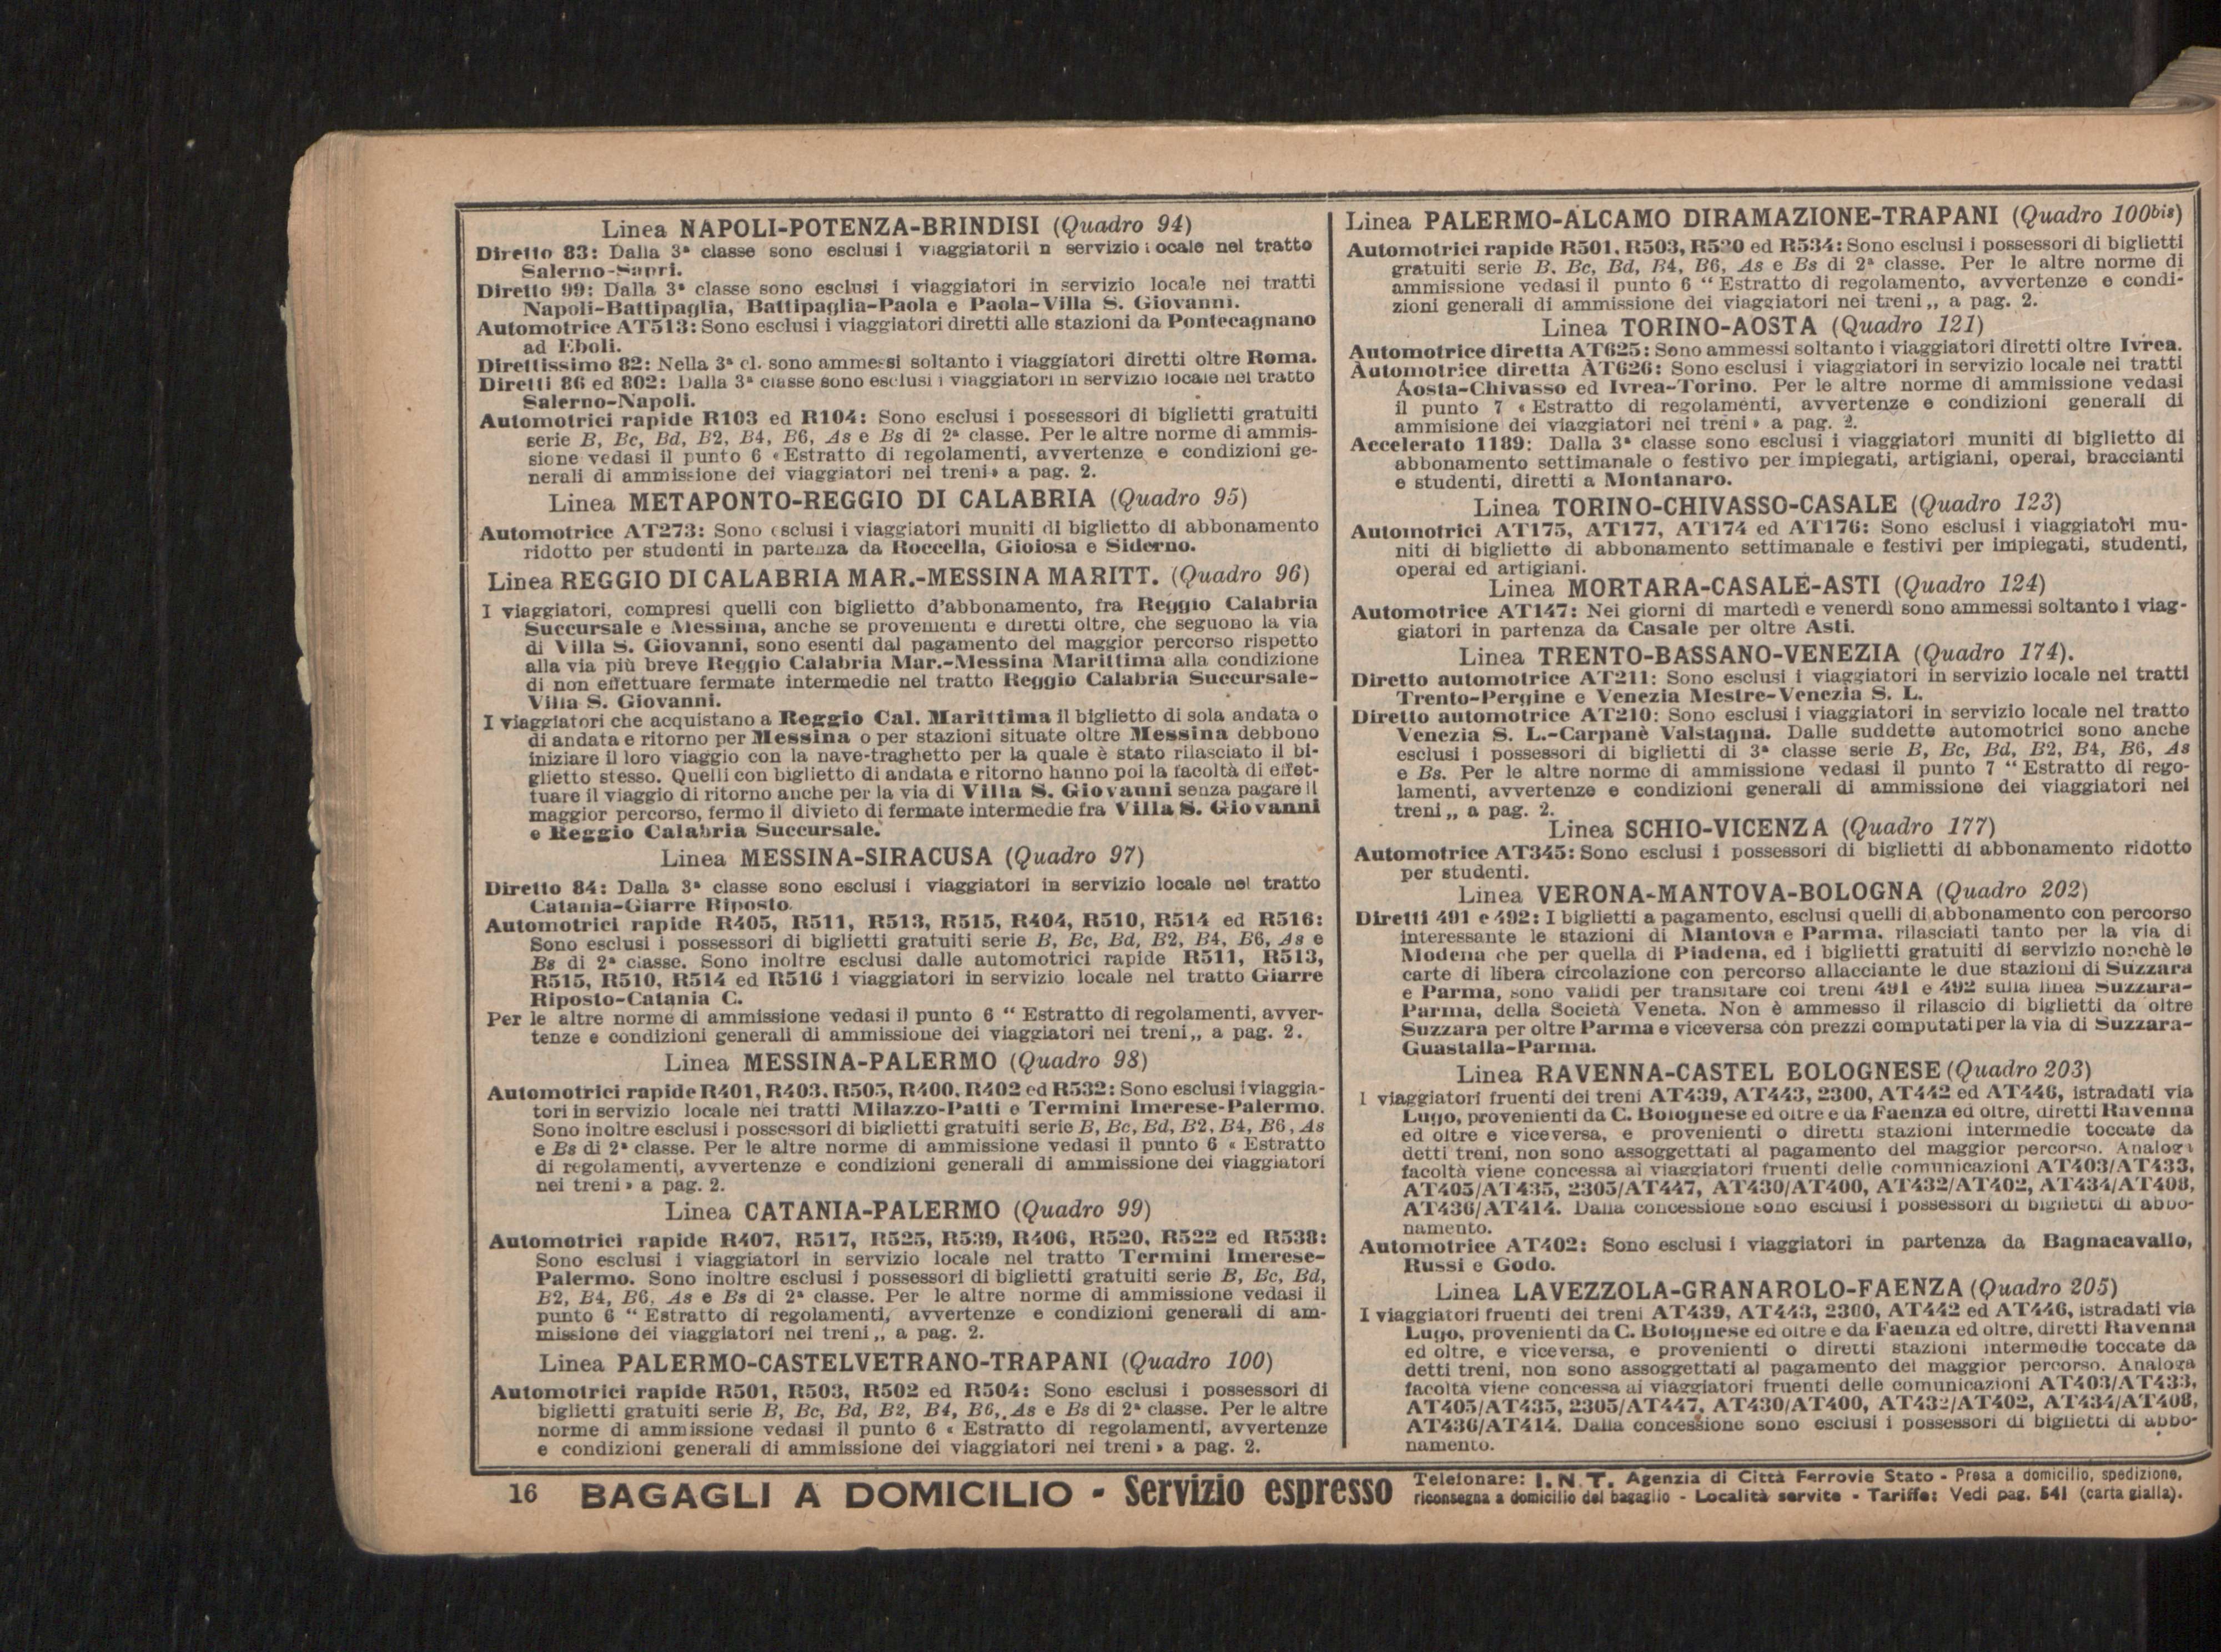 Linea NAPOLI-POTENZA-BRINDISI (Quadro 94)
Diretto 83: Dalla 3ª classe sono esclusi i viaggiatorii n servizio i ocale nel tratto
Salerno-Sapri.
Diretto 99: Dalla 3ª classe sono esclusi i viaggiatori in servizio locale nei tratti
Napoli-Battipaglia, Battipaglia-Paola e Paola-Villa S. Giovanni.
Automotrice AT513: Sono esclusi i viaggiatori diretti alle stazioni da Pontecagnano
ad Eboli.
Direttissimo 82: Nella 3ª cl. sono ammessi soltanto i viaggiatori diretti oltre Roma.
Diretti 86 ed 802: Dalla 3ª classe sono esclusi i viaggiatori in servizio locale nel tratto
Salerno-Napoli.
Automotrici rapide R103 ed R104: Sono esclusi i possessori di biglietti gratuiti
serie B, Bc, Bd, B2, B4, B6, As e Bs di 2ª classe. Per le altre norme di ammis-
sione vedasi il punto 6 « Estratto di regolamenti, avvertenze e condizioni ge-
nerali di ammissione dei viaggiatori nei treni» a pag. 2.
Linea METAPONTO-REGGIO DI CALABRIA (Quadro 95)
Automotrice AT273: Sono esclusi i viaggiatori muniti di biglietto di abbonamento
ridotto per studenti in partenza da Roccella, Gioiosa e Siderno.
Linea REGGIO DI CALABRIA MAR.-MESSINA MARITT. (Quadro 96)
I viaggiatori, compresi quelli con biglietto d'abbonamento, fra Reggio Calabria
Succursale e Messina, anche se provenienti e diretti oltre, che seguono la via
di Villa S. Giovanni, sono esenti dal pagamento del maggior percorso rispetto
alla via più breve Reggio Calabria Mar.-Messina Marittima alla condizione
di non effettuare fermate intermedie nel tratto Reggio Calabria Succursale-
Villa S. Giovanni.
I viaggiatori che acquistano a Reggio Cal. Marittima il biglietto di sola andata o
di andata e ritorno per Messina o per stazioni situate oltre Messina debbono
iniziare il loro viaggio con la nave-traghetto per la quale è stato rilasciato il bi-
glietto stesso. Quelli con biglietto di andata e ritorno hanno poi la facoltà di effet-
tuare il viaggio di ritorno anche per la via di Villa S. Giovanni senza pagare il
maggior percorso, fermo il divieto di fermate intermedie fra Villa S. Giovanni
e Reggio Calabria Succursale.
Linea MESSINA-SIRACUSA (Quadro 97)
Diretto 84: Dalla 3ª classe sono esclusi i viaggiatori in servizio locale nel tratto
Catania-Giarre Riposto.
Automotrici rapide R405, R511, R513, R515, R404, R510, R514 ed R516:
Sono esclusi i possessori di biglietti gratuiti serie B, Bc, Bd, B2, B4, B6, As e
Bs di 2ª classe. Sono inoltre esclusi dalle automotrici rapide R511, R513,
R515, R510, R514 ed R516 i viaggiatori in servizio locale nel tratto Giarre
Riposto-Catania C.
Per le altre norme di ammissione vedasi il punto 6 “ Estratto di regolamenti, avver-
tenze e condizioni generali di ammissione dei viaggiatori nei treni „ a pag. 2.
Linea MESSINA-PALERMO (Quadro 98)
Automotrici rapide R401, R403, R505, R400, R402 ed R532: Sono esclusi i viaggia-
tori in servizio locale nei tratti Milazzo-Patti e Termini Imerese-Palermo.
Sono inoltre esclusi i possessori di biglietti gratuiti serie B, Bc, Bd, B2, B4, B6, As
e Bs di 2ª classe. Per le altre norme di ammissione vedasi il punto 6 « Estratto
di regolamenti, avvertenze e condizioni generali di ammissione dei viaggiatori
nei treni » a pag. 2.
Linea CATANIA-PALERMO (Quadro 99)
Automotrici rapide R407, R517, R525, R539, R406, R520, R522 ed R538:
Sono esclusi i viaggiatori in servizio locale nel tratto Termini Imerese-
Palermo. Sono inoltre esclusi i possessori di biglietti gratuiti serie B, Bc, Bd,
B2, B4, B6, As e Bs di 2ª classe. Per le altre norme di ammissione vedasi il
punto 6 “ Estratto di regolamenti, avvertenze e condizioni generali di am-
missione dei viaggiatori nei treni „ a pag. 2.
Linea PALERMO-CASTELVETRANO-TRAPANI (Quadro 100)
Automotrici rapide R501, R503, R502 ed R504: Sono esclusi i possessori di
biglietti gratuiti serie B, Bc, Bd, B2, B4, B6, As e Bs di 2ª classe. Per le altre
norme di ammissione vedasi il punto 6 « Estratto di regolamenti, avvertenze
e condizioni generali di ammissione dei viaggiatori nei treni » a pag. 2.
Linea PALERMO-ALCAMO DIRAMAZIONE-TRAPANI (Quadro 100bis)
Automotrici rapide R501, R503, R530 ed R534: Sono esclusi i possessori di biglietti
gratuiti serie B, Bc, Bd, B4, B6, As e Bs di 2ª classe. Per le altre norme di
ammissione vedasi il punto 6 “ Estratto di regolamento, avvertenze e condi-
zioni generali di ammissione dei viaggiatori nei treni „ a pag. 2.
Linea TORINO-AOSTA (Quadro 121)
Automotrice diretta AT625: Sono ammessi soltanto i viaggiatori diretti oltre Ivrea.
Automotrice diretta AT626: Sono esclusi i viaggiatori in servizio locale nei tratti
Aosta-Chivasso ed Ivrea-Torino. Per le altre norme di ammissione vedasi
il punto 7 « Estratto di regolamenti, avvertenze e condizioni generali di
ammisione dei viaggiatori nei treni » a pag. 2.
Accelerato 1189: Dalla 3ª classe sono esclusi i viaggiatori muniti di biglietto di
abbonamento settimanale o festivo per impiegati, artigiani, operai, braccianti
e studenti, diretti a Montanaro.
Linea TORINO-CHIVASSO-CASALE (Quadro 123)
Automotrici AT175, AT177, AT174 ed AT176: Sono esclusi i viaggiatori mu-
niti di biglietto di abbonamento settimanale e festivi per impiegati, studenti,
operai ed artigiani.
Linea MORTARA-CASALE-ASTI (Quadro 124)
Automotrice AT147: Nei giorni di martedì e venerdì sono ammessi soltanto i viag-
giatori in partenza da Casale per oltre Asti.
Linea TRENTO-BASSANO-VENEZIA (Quadro 174).
Diretto automotrice AT211: Sono esclusi i viaggiatori in servizio locale nei tratti
Trento-Pergine e Venezia Mestre-Venezia S. L.
Diretto automotrice AT210: Sono esclusi i viaggiatori in servizio locale nel tratto
Venezia S. L.-Carpanè Valstagna. Dalle suddette automotrici sono anche
esclusi i possessori di biglietti di 3ª classe serie B, Bc, Bd, B2, B4, B6, As
e Bs. Per le altre norme di ammissione vedasi il punto 7 “ Estratto di rego-
lamenti, avvertenze e condizioni generali di ammissione dei viaggiatori nei
treni „ a pag. 2.
Linea SCHIO-VICENZA (Quadro 177)
Automotrice AT345: Sono esclusi i possessori di biglietti di abbonamento ridotto
per studenti.
Linea VERONA-MANTOVA-BOLOGNA (Quadro 202)
Diretti 491 e 492: I biglietti a pagamento, esclusi quelli di abbonamento con percorso
interessante le stazioni di Mantova e Parma, rilasciati tanto per la via di
Modena che per quella di Piadena, ed i biglietti gratuiti di servizio nonchè le
carte di libera circolazione con percorso allacciante le due stazioni di Suzzara
e Parma, sono validi per transitare coi treni 491 e 492 sulla linea Suzzara-
Parma, della Società Veneta. Non è ammesso il rilascio di biglietti da oltre
Suzzara per oltre Parma e viceversa con prezzi computati per la via di Suzzara-
Guastalla-Parma.
Linea RAVENNA-CASTEL BOLOGNESE (Quadro 203)
I viaggiatori fruenti dei treni AT439, AT443, 2300, AT442 ed AT446, istradati via
Lugo, provenienti da C. Bolognese ed oltre e da Faenza ed oltre, diretti Ravenna
ed oltre e viceversa, e provenienti o diretti stazioni intermedie toccate da
detti treni, non sono assoggettati al pagamento del maggior percorso. Analoga
facoltà viene concessa ai viaggiatori fruenti delle comunicazioni AT403/AT433,
AT405/AT435, 2305/AT447, AT430/AT400, AT432/AT402, AT434/AT408,
AT436/AT414. Dalla concessione sono esclusi i possessori di biglietti di abbo-
namento.
Automotrice AT402: Sono esclusi i viaggiatori in partenza da Bagnacavallo,
Russi e Godo.
Linea LAVEZZOLA-GRANAROLO-FAENZA (Quadro 205)
I viaggiatori fruenti dei treni AT439, AT443, 2300, AT442 ed AT446, istradati via
Lugo, provenienti da C. Bolognese ed oltre e da Faenza ed oltre, diretti Ravenna
ed oltre, e viceversa, e provenienti o diretti stazioni intermedie toccate da
detti treni, non sono assoggettati al pagamento del maggior percorso. Analoga
facoltà viene concessa ai viaggiatori fruenti delle comunicazioni AT403/AT433,
AT405/AT435, 2305/AT447, AT430/AT400, AT432/AT402, AT434/AT408,
AT436/AT414. Dalla concessione sono esclusi i possessori di biglietti di abbo-
namento.
16 BAGAGLI A DOMICILIO - Servizio espresso
Telefonare: I.N.T. Agenzia di Città Ferrovie Stato - Presa a domicilio, spedizione,
riconsegna a domicilio del bagaglio - Località servite - Tariffe: Vedi pag. 541 (carta gialla).